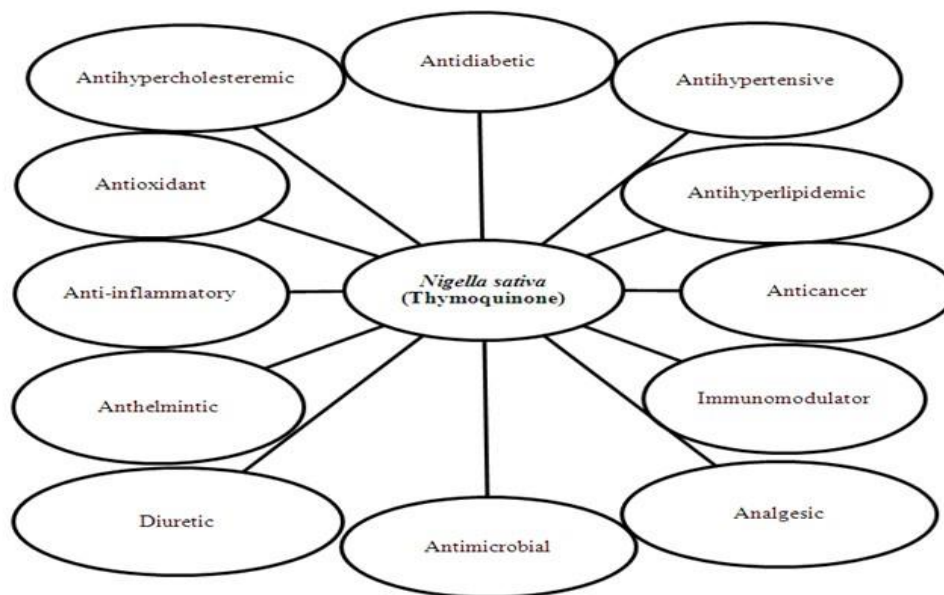 Antihypercholesteremic
Antidiabetic
Antihypertensive
Antioxidant
Antihyperlipidemic
Anti-inflammatory
Nigella sativa
(Thymoquinone)
Anticancer
Anthelmintic
Immunomodulator
Diuretic
Antimicrobial
Analgesic